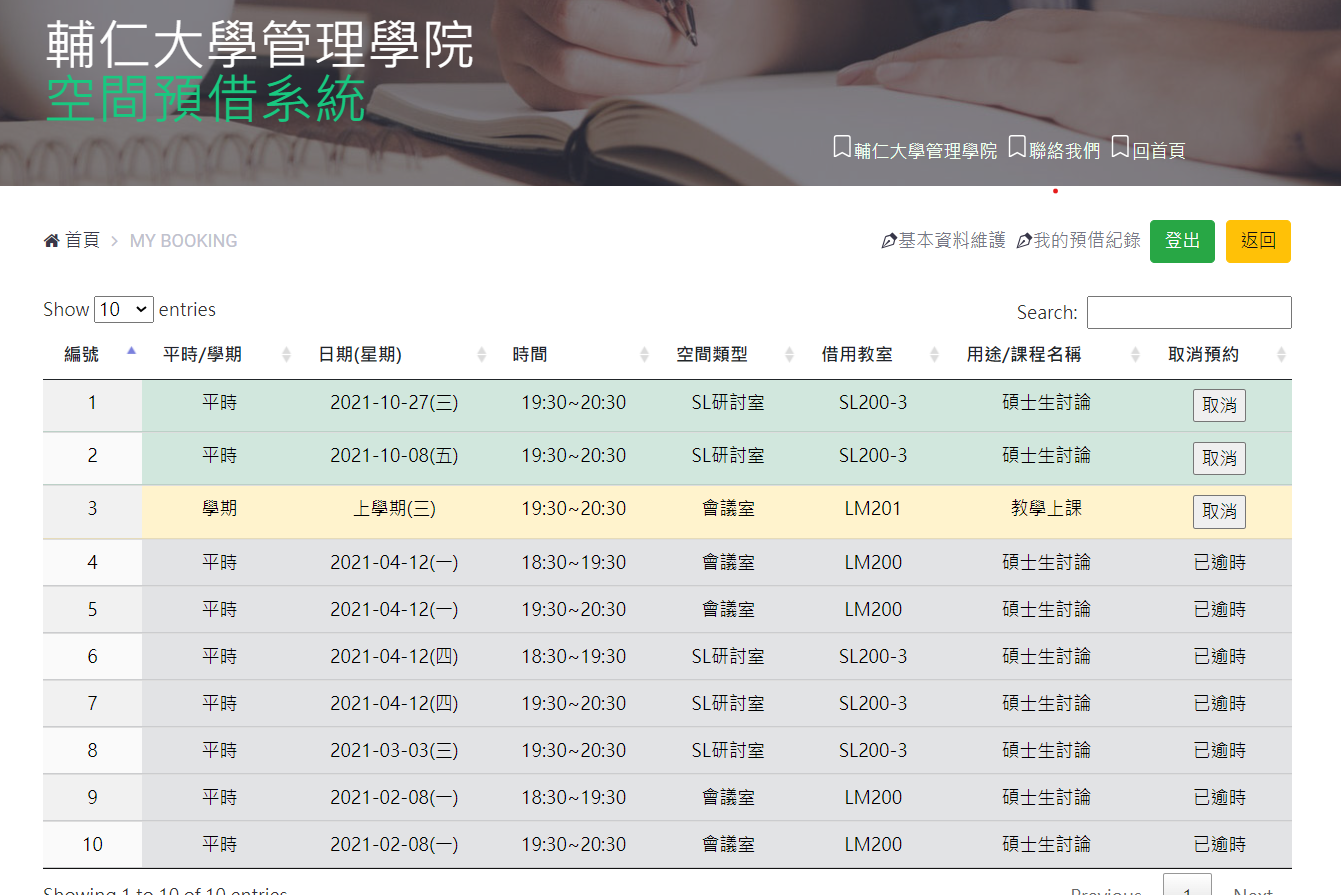 輔仁大學管理學院
空間預借系統
輔仁大學管理學院 聯絡我們 回首頁
首頁 > MY BOOKING 基本資料維護 我的預借紀錄 登出 返回
Show 10 entries Search:
編號 平時/學期 日期(星期) 時間 空間類型 借用教室 用途/課程名稱 取消預約
1 平時 2021-10-27(三) 19:30~20:30 SL研討室 SL200-3 碩士生討論 取消
2 平時 2021-10-08(五) 19:30~20:30 SL研討室 SL200-3 碩士生討論 取消
3 學期 上學期(三) 19:30~20:30 會議室 LM201 教學上課 取消
4 平時 2021-04-12(一) 18:30~19:30 會議室 LM200 碩士生討論 已逾時
5 平時 2021-04-12(一) 19:30~20:30 會議室 LM200 碩士生討論 已逾時
6 平時 2021-04-12(四) 18:30~19:30 SL研討室 SL200-3 碩士生討論 已逾時
7 平時 2021-04-12(四) 19:30~20:30 SL研討室 SL200-3 碩士生討論 已逾時
8 平時 2021-03-03(三) 19:30~20:30 SL研討室 SL200-3 碩士生討論 已逾時
9 平時 2021-02-08(一) 18:30~19:30 會議室 LM200 碩士生討論 已逾時
10 平時 2021-02-08(一) 19:30~20:30 會議室 LM200 碩士生討論 已逾時
Showing 1 to 10 of 10 entries Previous 1 Next